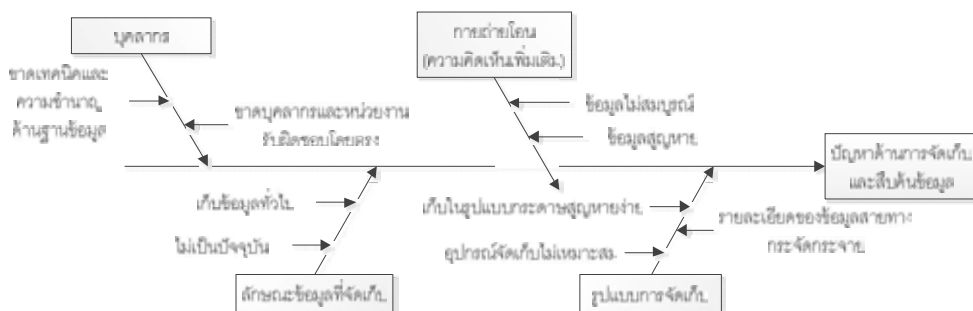 บุคลากร
ขาดเทคนิคและ
ความชำนาญ
ด้านฐานข้อมูล
ขาดบุคลากรและหน่วยงาน
รับผิดชอบโดยตรง
กายถ่ายโอน
(ความคิดเห็นเพิ่มเติม)
ข้อมูลไม่สมบูรณ์
ข้อมูลสูญหาย
ปัญหาด้านการจัดเก็บ
และสืบค้นข้อมูล
เก็บข้อมูลทั่วไป
ไม่เป็นปัจจุบัน
ลักษณะข้อมูลที่จัดเก็บ
เก็บในรูปแบบกระดาษสูญหายง่าย
อุปกรณ์จัดเก็บไม่เหมาะสม
รายละเอียดของข้อมูลสายทาง
กระจัดกระจาย
รูปแบบการจัดเก็บ